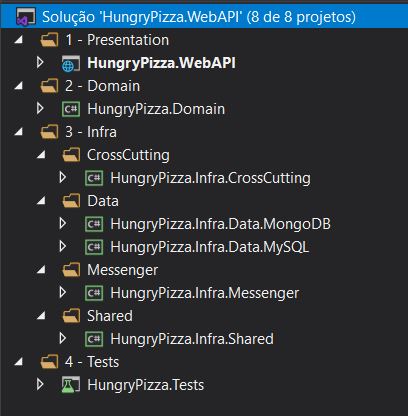 Solução 'HungryPizza.WebAPI' (8 de 8 projetos)
1 - Presentation
HungryPizza.WebAPI
2 - Domain
C# HungryPizza.Domain
3 - Infra
CrossCutting
C# HungryPizza.Infra.CrossCutting
Data
C# HungryPizza.Infra.Data.MongoDB
C# HungryPizza.Infra.Data.MySQL
Messenger
C# HungryPizza.Infra.Messenger
Shared
C# HungryPizza.Infra.Shared
4 - Tests
HungryPizza.Tests